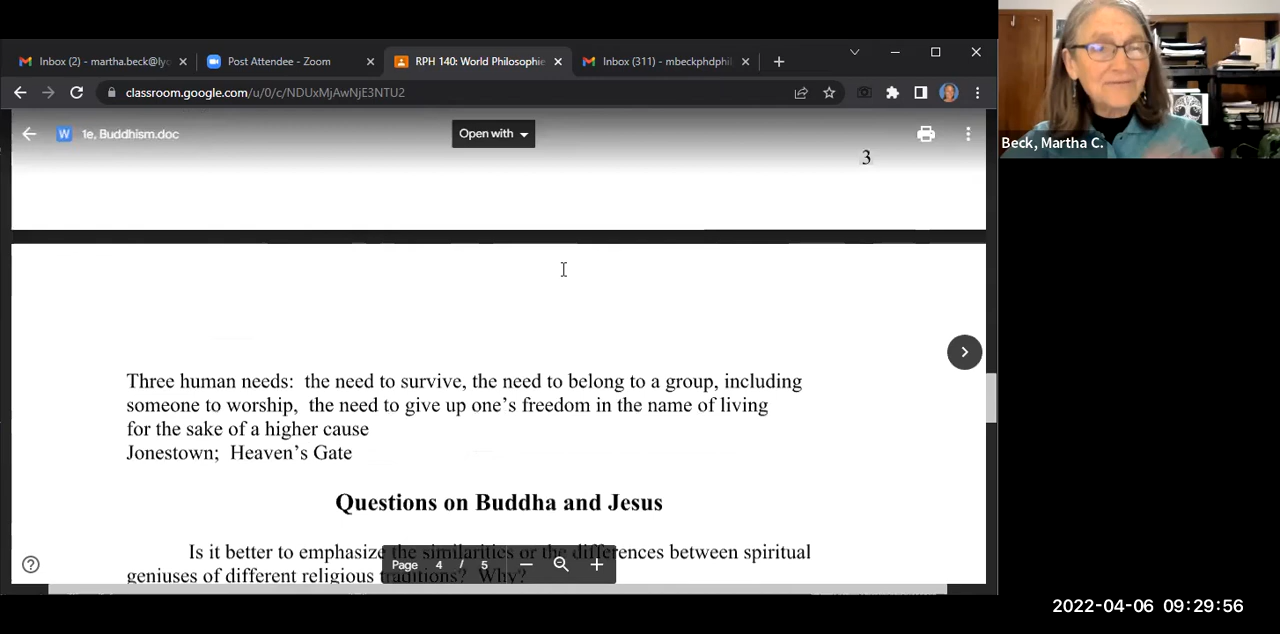 Inbox (2) - martha.beck@lyo
Post Attendee - Zoom
RPH 140: World Philosophie
Inbox (311) - mbeckphdphil
classroom.google.com/u/0/c/NDUxMjAwNjE3NTU2
1e, Buddhism.doc
Open with
Beck, Martha C.
3
Three human needs: the need to survive, the need to belong to a group, including
someone to worship, the need to give up one's freedom in the name of living
for the sake of a higher cause
Jonestown; Heaven's Gate
Questions on Buddha and Jesus
Is it better to emphasize the similarities or the differences between spiritual
geniuses of different religious traditions? Why?
Page 4 / 5
2022-04-06 09:29:56